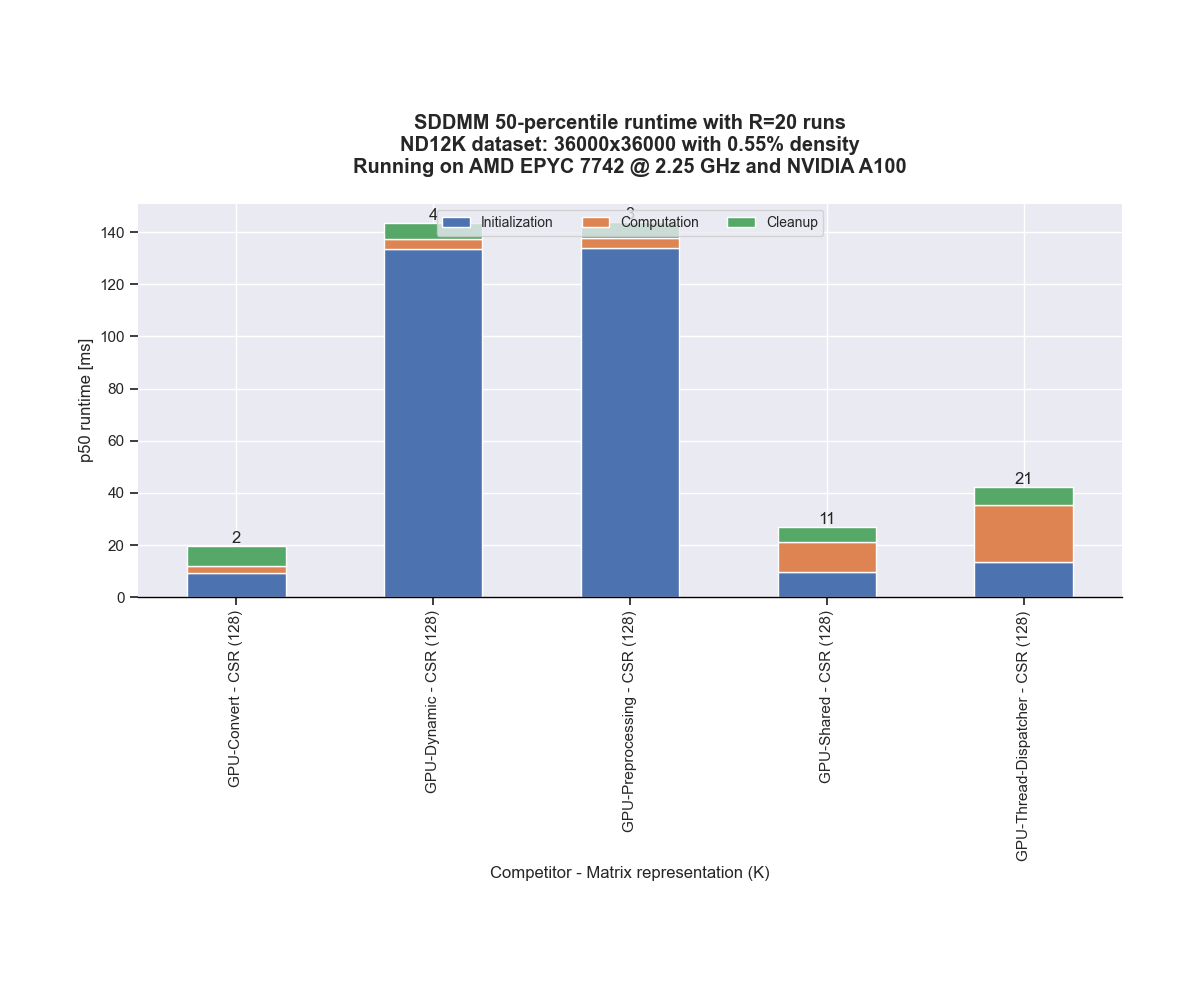 SDDMM 50-percentile runtime with R=20 runs
ND12K dataset: 36000x36000 with 0.55% density
Running on AMD EPYC 7742 @ 2.25 GHz and NVIDIA A100
Initialization
Computation
Cleanup
p50 runtime [ms]
140
120
100
80
60
40
20
0
2
4
11
21
GPU-Convert - CSR (128)
GPU-Dynamic - CSR (128)
GPU-Preprocessing - CSR (128)
GPU-Shared - CSR (128)
GPU-Thread-Dispatcher - CSR (128)
Competitor - Matrix representation (K)